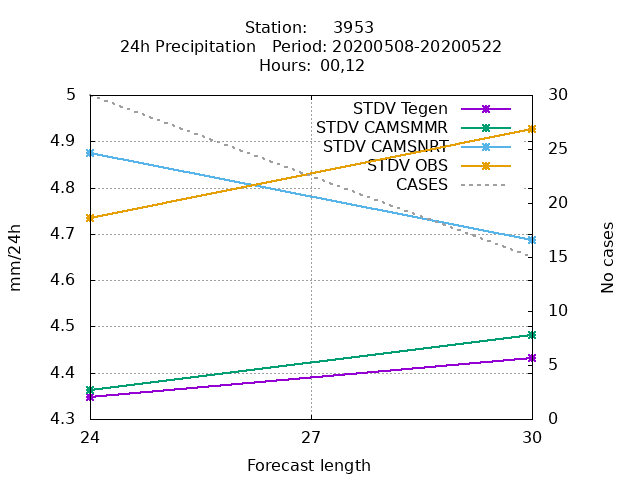 Station: 3953
24h Precipitation Period: 20200508-20200522
Hours: 00,12
STDV Tegen
STDV CAMSMMR
STDV CAMSNRT
STDV OBS
CASES
5
4.9
4.8
4.7
4.6
4.5
4.4
4.3
mm/24h
30
25
20
15
10
5
0
No cases
24 27 30
Forecast length